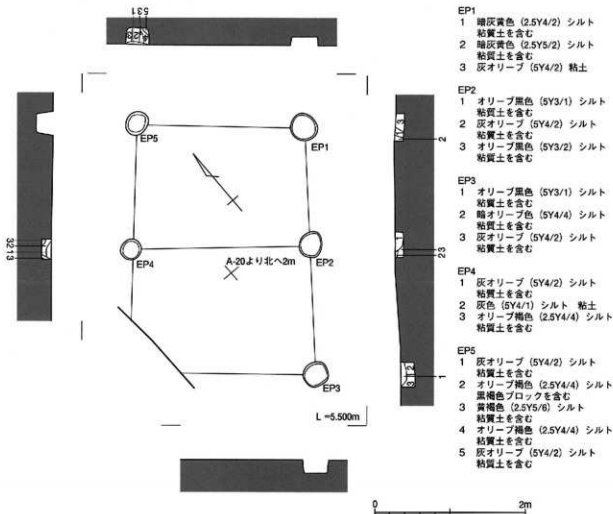 531
423
EP1
1 暗灰黄色 (2.5Y4/2) シルト
粘質土を含む
2 暗灰黄色 (2.5Y5/2) シルト
粘質土を含む
3 灰オリーブ (5Y4/2) 粘土
EP2
1 オリーブ黒色 (5Y3/1) シルト
粘質土を含む
2 灰オリーブ (5Y4/2) シルト
粘質土を含む
3 オリーブ黒色 (5Y3/2) シルト
粘質土を含む
EP3
1 オリーブ黒色 (5Y3/1) シルト
粘質土を含む
2 暗オリーブ色 (5Y4/4) シルト
粘質土を含む
3 灰オリーブ (5Y4/2) シルト
粘質土を含む
EP4
1 灰オリーブ (5Y4/2) シルト
粘質土を含む
2 灰色 (5Y4/1) シルト 粘土
3 オリーブ褐色 (2.5Y4/4) シルト
粘質土を含む
EP5
1 灰オリーブ (5Y4/2) シルト
粘質土を含む
2 オリーブ褐色 (2.5Y4/4) シルト
黒褐色ブロックを含む
3 黄褐色 (2.5Y5/6) シルト
粘質土を含む
4 オリーブ褐色 (2.5Y4/4) シルト
粘質土を含む
5 灰オリーブ (5Y4/2) シルト
粘質土を含む
EP5
EP1
EP4
EP2
A-20より北へ2m
EP3
L =5.500m
3213
2
23
1
0
2m